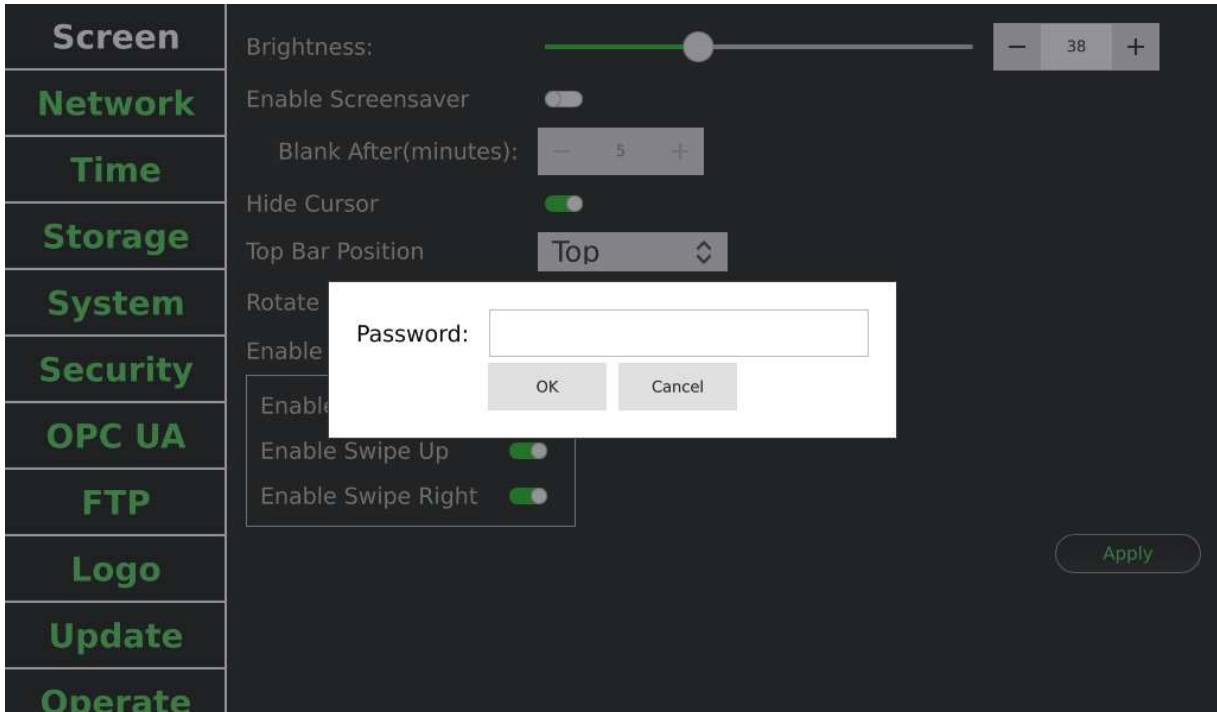 Screen
Network
Time
Storage
System
Security
OPC UA
FTP
Logo
Update
Operate
Brightness:
− 38 +
Enable Screensaver
Blank After(minutes):
− 5 +
Hide Cursor
Top Bar Position
Top
Rotate
Enable
Enable
Enable Swipe Up
Enable Swipe Right
Password:
OK Cancel
Apply